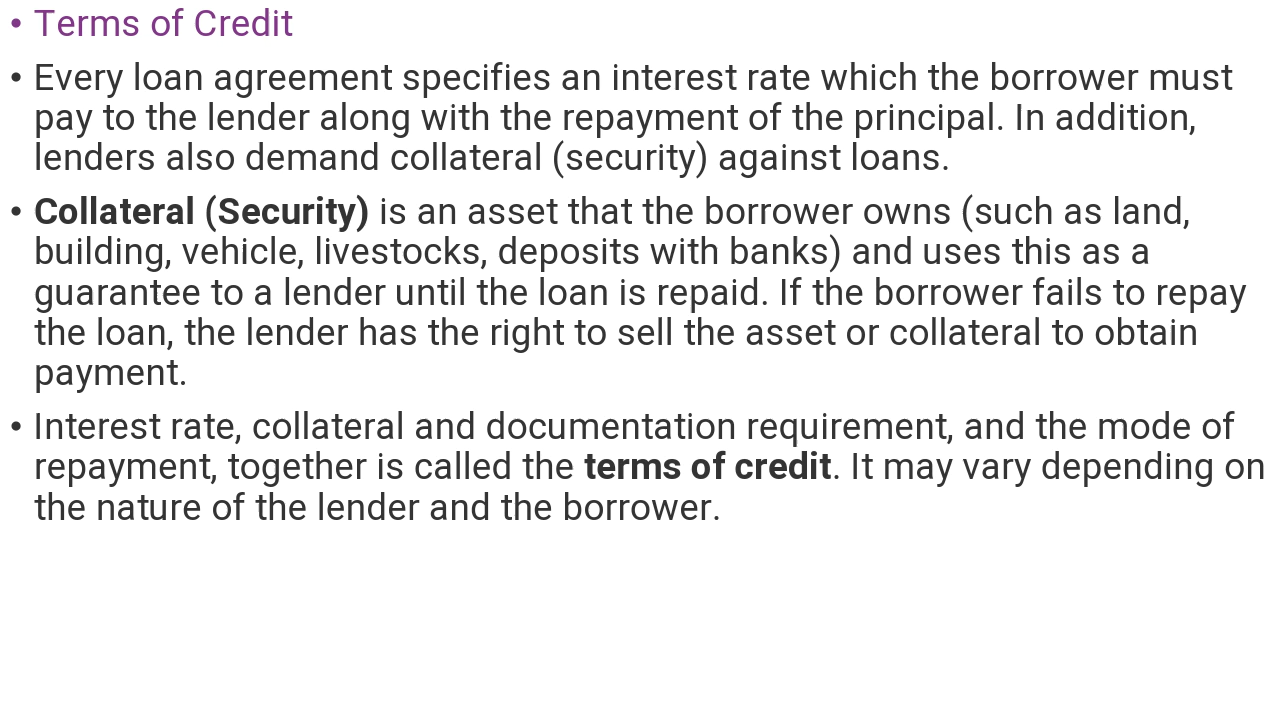 • Terms of Credit
• Every loan agreement specifies an interest rate which the borrower must
pay to the lender along with the repayment of the principal. In addition,
lenders also demand collateral (security) against loans.
• Collateral (Security) is an asset that the borrower owns (such as land,
building, vehicle, livestocks, deposits with banks) and uses this as a
guarantee to a lender until the loan is repaid. If the borrower fails to repay
the loan, the lender has the right to sell the asset or collateral to obtain
payment.
• Interest rate, collateral and documentation requirement, and the mode of
repayment, together is called the terms of credit. It may vary depending on
the nature of the lender and the borrower.